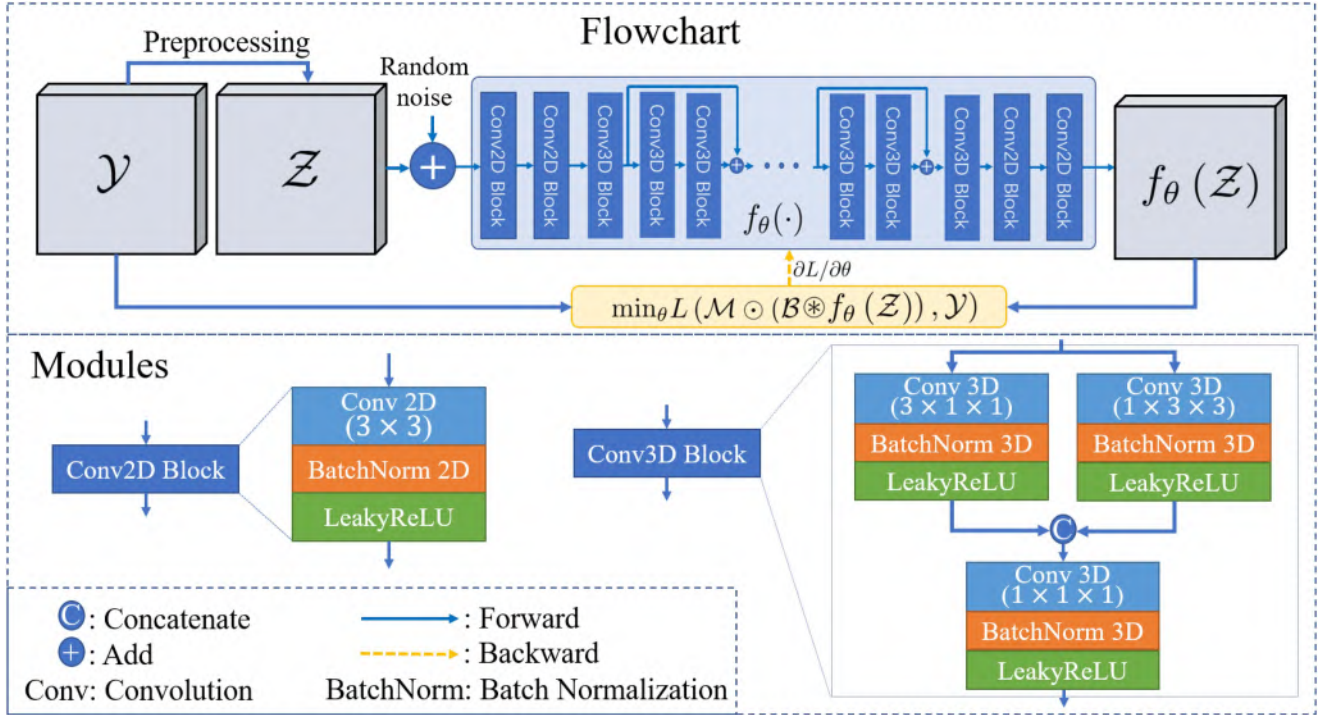 Flowchart
Preprocessing
Random
noise
𝒴
𝒵
+
Conv2D Block
Conv2D Block
Conv3D Block
Conv3D Block
Conv3D Block
+
· · ·
Conv3D Block
Conv3D Block
+
Conv3D Block
Conv2D Block
Conv2D Block
f_θ(·)
f_θ (𝒵)
∂L/∂θ
min_θ L (ℳ ⊙ (ℬ ⊛ f_θ (𝒵)) , 𝒴)
Modules
Conv2D Block
Conv 2D
(3 × 3)
BatchNorm 2D
LeakyReLU
Conv3D Block
Conv 3D
(3 × 1 × 1)
BatchNorm 3D
LeakyReLU
Conv 3D
(1 × 3 × 3)
BatchNorm 3D
LeakyReLU
C
Conv 3D
(1 × 1 × 1)
BatchNorm 3D
LeakyReLU
C : Concatenate
+ : Add
Conv: Convolution
: Forward
: Backward
BatchNorm: Batch Normalization